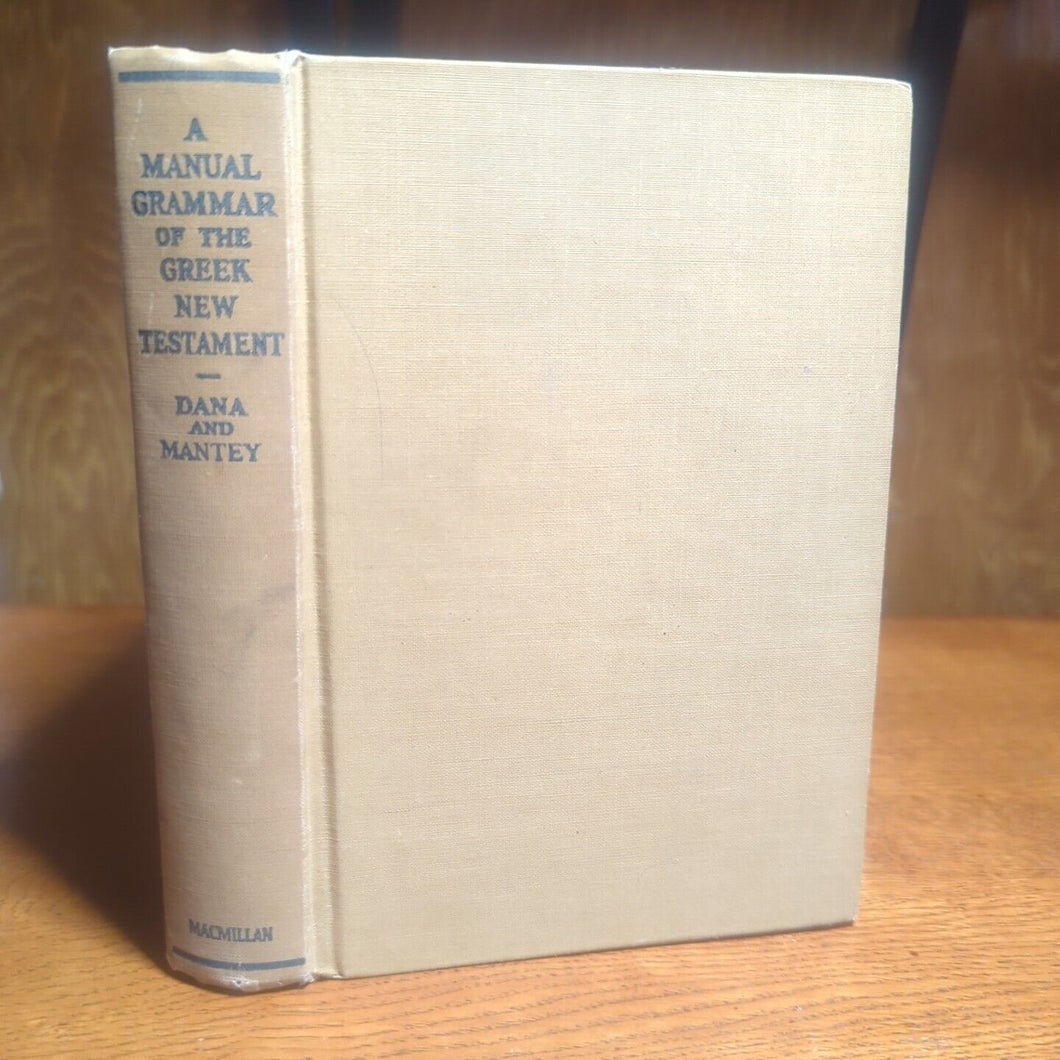 A
MANUAL
GRAMMAR
OF THE
GREEK
NEW
TESTAMENT
DANA
AND
MANTEY
MACMILLAN